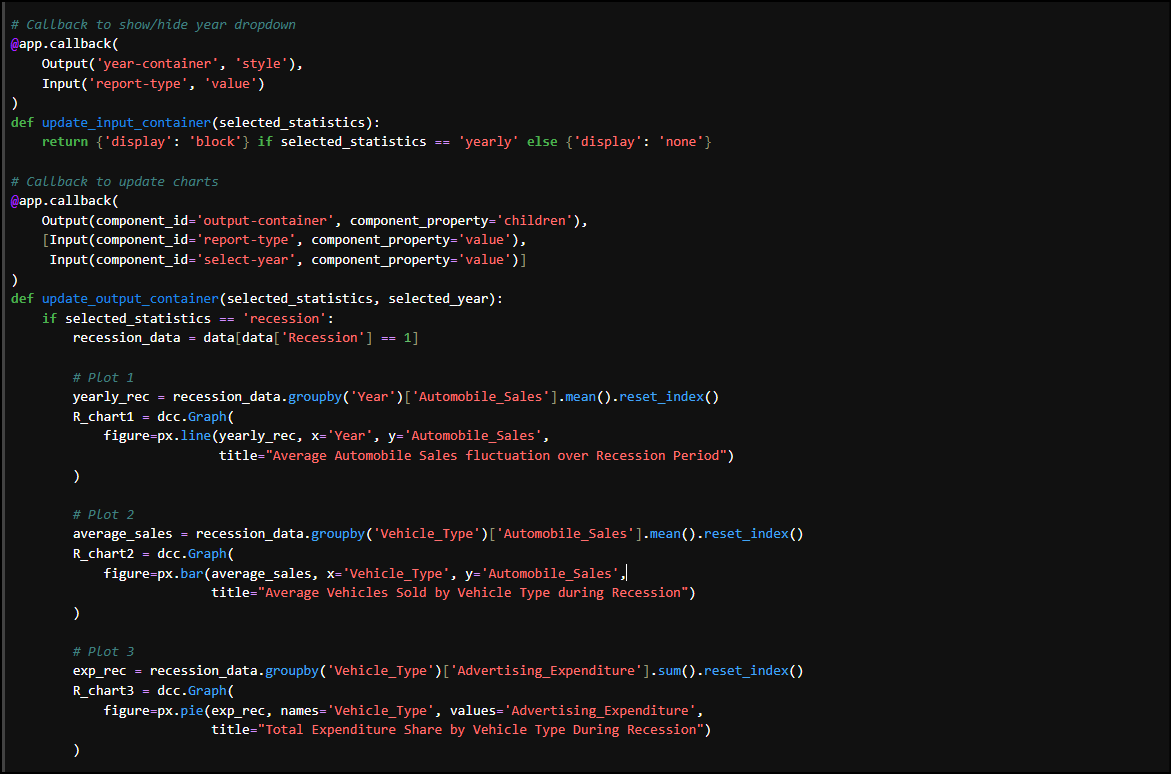 # Callback to show/hide year dropdown
@app.callback(
    Output('year-container', 'style'),
    Input('report-type', 'value')
)
def update_input_container(selected_statistics):
    return {'display': 'block'} if selected_statistics == 'yearly' else {'display': 'none'}

# Callback to update charts
@app.callback(
    Output(component_id='output-container', component_property='children'),
    [Input(component_id='report-type', component_property='value'),
     Input(component_id='select-year', component_property='value')]
)
def update_output_container(selected_statistics, selected_year):
    if selected_statistics == 'recession':
        recession_data = data[data['Recession'] == 1]

        # Plot 1
        yearly_rec = recession_data.groupby('Year')['Automobile_Sales'].mean().reset_index()
        R_chart1 = dcc.Graph(
            figure=px.line(yearly_rec, x='Year', y='Automobile_Sales',
                           title="Average Automobile Sales fluctuation over Recession Period")
        )

        # Plot 2
        average_sales = recession_data.groupby('Vehicle_Type')['Automobile_Sales'].mean().reset_index()
        R_chart2 = dcc.Graph(
            figure=px.bar(average_sales, x='Vehicle_Type', y='Automobile_Sales',
                          title="Average Vehicles Sold by Vehicle Type during Recession")
        )

        # Plot 3
        exp_rec = recession_data.groupby('Vehicle_Type')['Advertising_Expenditure'].sum().reset_index()
        R_chart3 = dcc.Graph(
            figure=px.pie(exp_rec, names='Vehicle_Type', values='Advertising_Expenditure',
                          title="Total Expenditure Share by Vehicle Type During Recession")
        )